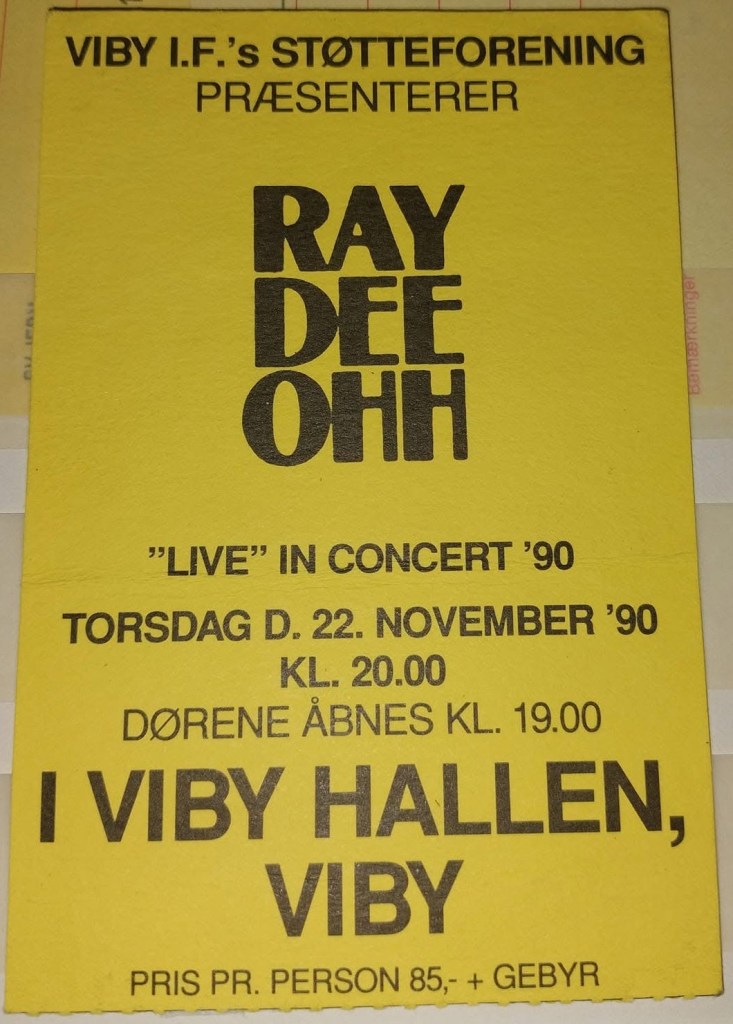 VIBY I.F.'s STØTTEFORENING
PRÆSENTERER
RAY
DEE
OHH
”LIVE” IN CONCERT ’90
TORSDAG D. 22. NOVEMBER ’90
KL. 20.00
DØRENE ÅBNES KL. 19.00
I VIBY HALLEN,
VIBY
PRIS PR. PERSON 85,- + GEBYR
Bemærkninger